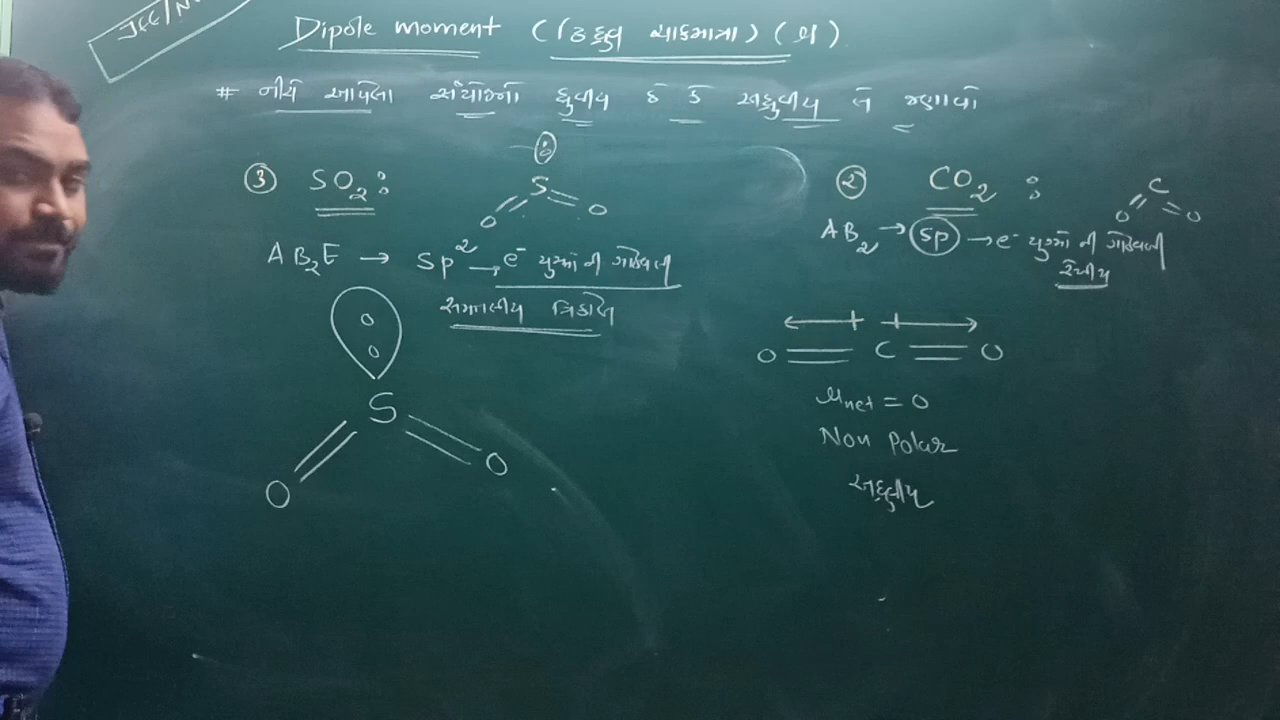 JEE/N
Dipole moment (દ્વિધ્રુવ ચાકમાત્રા) (μ)
# નીચે આપેલા સંયોજનો ધ્રુવીય છે કે અધ્રુવીય તે જણાવો
③ SO₂:
S
O O
AB₂E → sp² → e⁻ યુગ્મો ની ગોઠવણી
સમતલીય ત્રિકોણ
S
O O
② CO₂ :
C
O O
AB₂ → sp → e⁻ યુગ્મો ની ગોઠવણી
રેખીય
O = C = O
μnet = 0
Non Polar
અધ્રુવીય